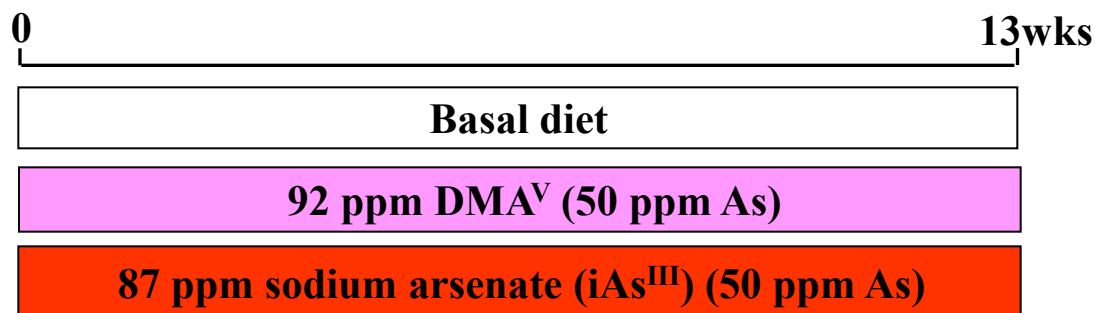 0 13wks
Basal diet
92 ppm DMAⱽ (50 ppm As)
87 ppm sodium arsenate (iAsᴵᴵᴵ) (50 ppm As)